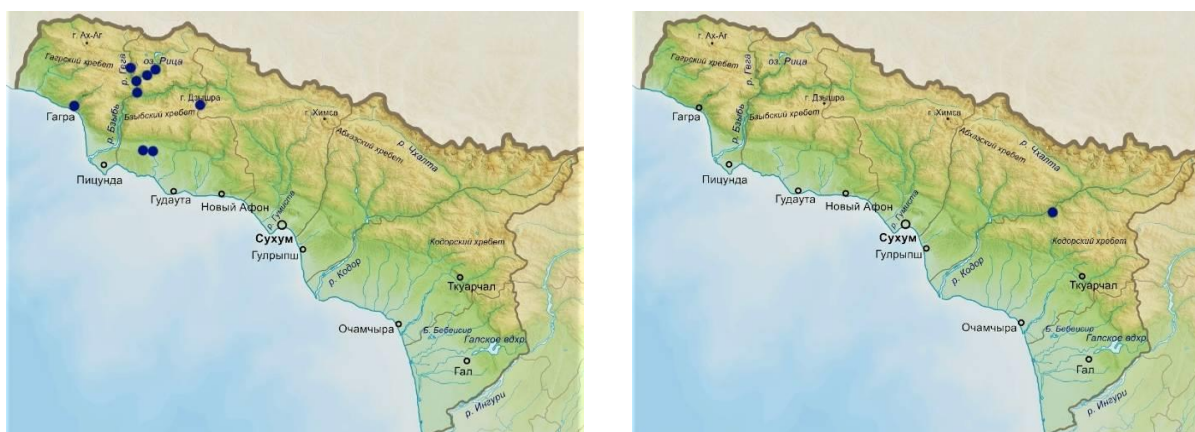 г. Ах-Аг
Гагрский хребет
р. Гега
оз. Рица
г. Дзышра
Гагра
р. Бзыбь
Бзыбский хребет
г. Химса
Абхазский хребет
р. Чхалта
Пицунда
Гудаута
Новый Афон
р. Гумиста
Сухум
Гулрыпш
Кодорский хребет
р. Кодор
Ткуарчал
Очамчыра
Б. Бебеисир
Галское вдхр.
Гал
р. Ингури
г. Ах-Аг
Гагрский хребет
р. Гега
оз. Рица
г. Дзышра
Гагра
р. Бзыбь
Бзыбский хребет
г. Химса
Абхазский хребет
р. Чхалта
Пицунда
Гудаута
Новый Афон
р. Гумиста
Сухум
Гулрыпш
Кодорский хребет
р. Кодор
Ткуарчал
Очамчыра
Б. Бебеисир
Галское вдхр.
Гал
р. Ингури